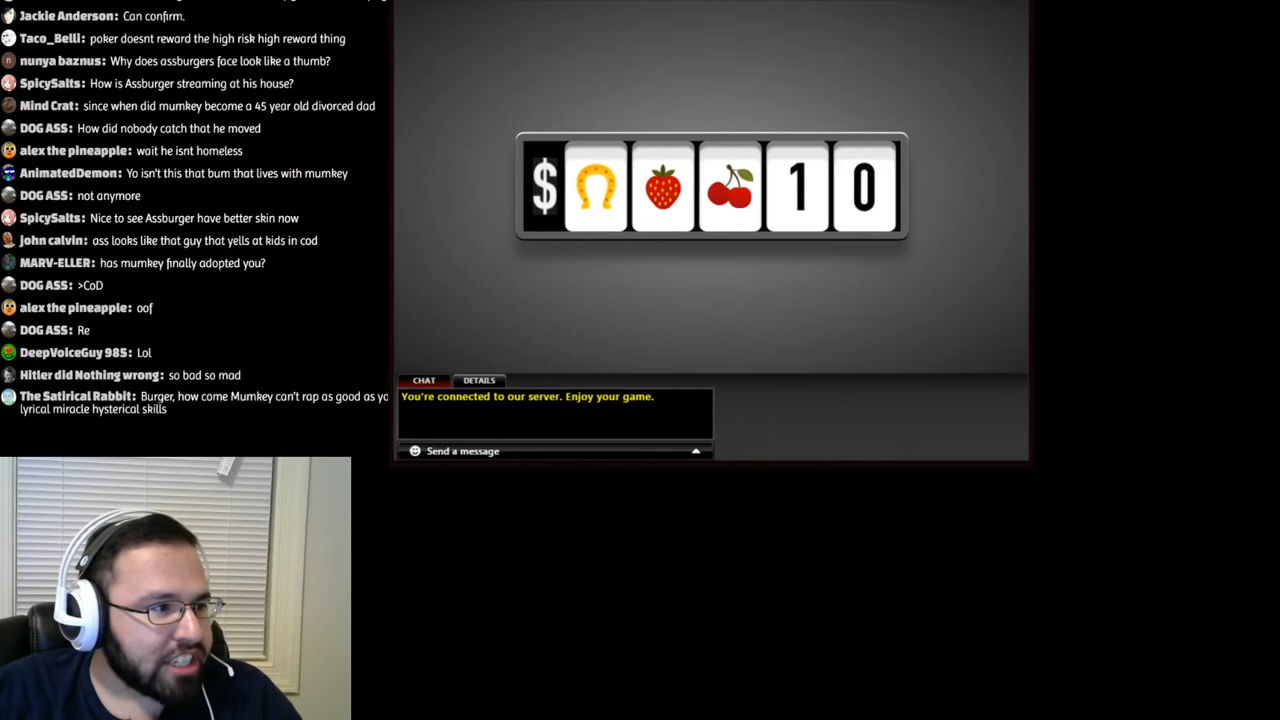 Jackie Anderson: Can confirm.
Taco_Belli: poker doesnt reward the high risk high reward thing
n nunya baznus: Why does assburgers face look like a thumb?
SpicySalts: How is Assburger streaming at his house?
Mind Crat: since when did mumkey become a 45 year old divorced dad
DOG ASS: How did nobody catch that he moved
alex the pineapple: wait he isnt homeless
AnimatedDemon: Yo isn't this that bum that lives with mumkey
DOG ASS: not anymore
SpicySalts: Nice to see Assburger have better skin now
john calvin: ass looks like that guy that yells at kids in cod
MARV-ELLER: has mumkey finally adopted you?
DOG ASS: >CoD
alex the pineapple: oof
DOG ASS: Re
DeepVoiceGuy 985: Lol
Hitler did Nothing wrong: so bad so mad
The Satirical Rabbit: Burger, how come Mumkey can't rap as good as yo
lyrical miracle hysterical skills
$ 1 0
CHAT DETAILS
You're connected to our server. Enjoy your game.
Send a message